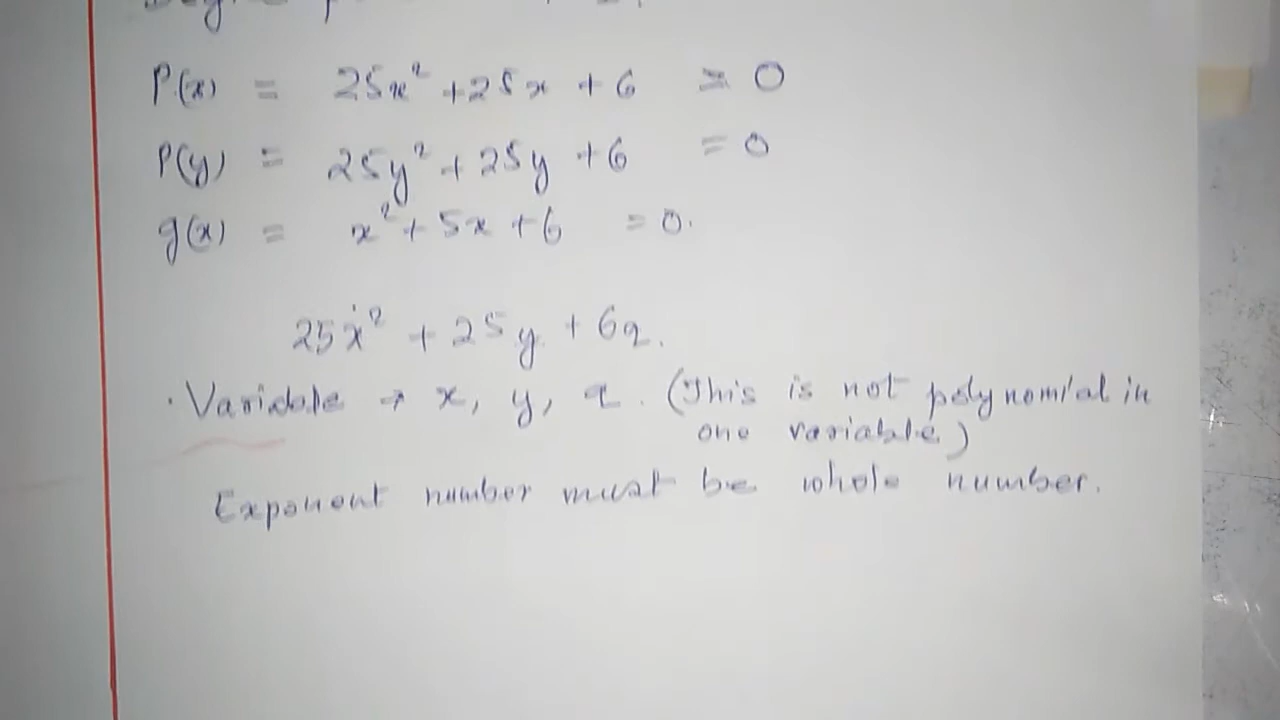 P(x) = 25x² + 25x + 6 = 0
P(y) = 25y² + 25y + 6 = 0
g(x) = x² + 5x + 6 = 0.
25x² + 25y + 6z.
· Variable → x, y, z. (This is not polynomial in
one variable)
Exponent number must be whole number.